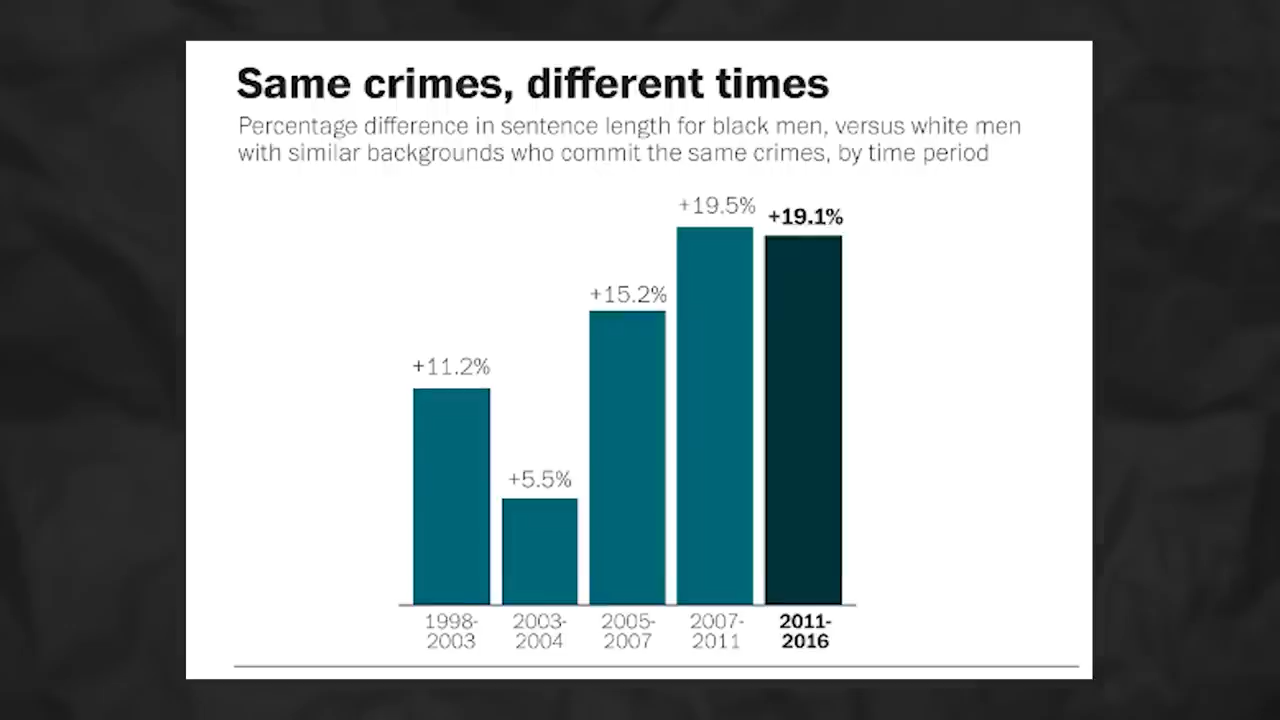 Same crimes, different times
Percentage difference in sentence length for black men, versus white men
with similar backgrounds who commit the same crimes, by time period
+19.5%
+19.1%
+15.2%
+11.2%
+5.5%
1998- 2003- 2005- 2007- 2011-
2003 2004 2007 2011 2016